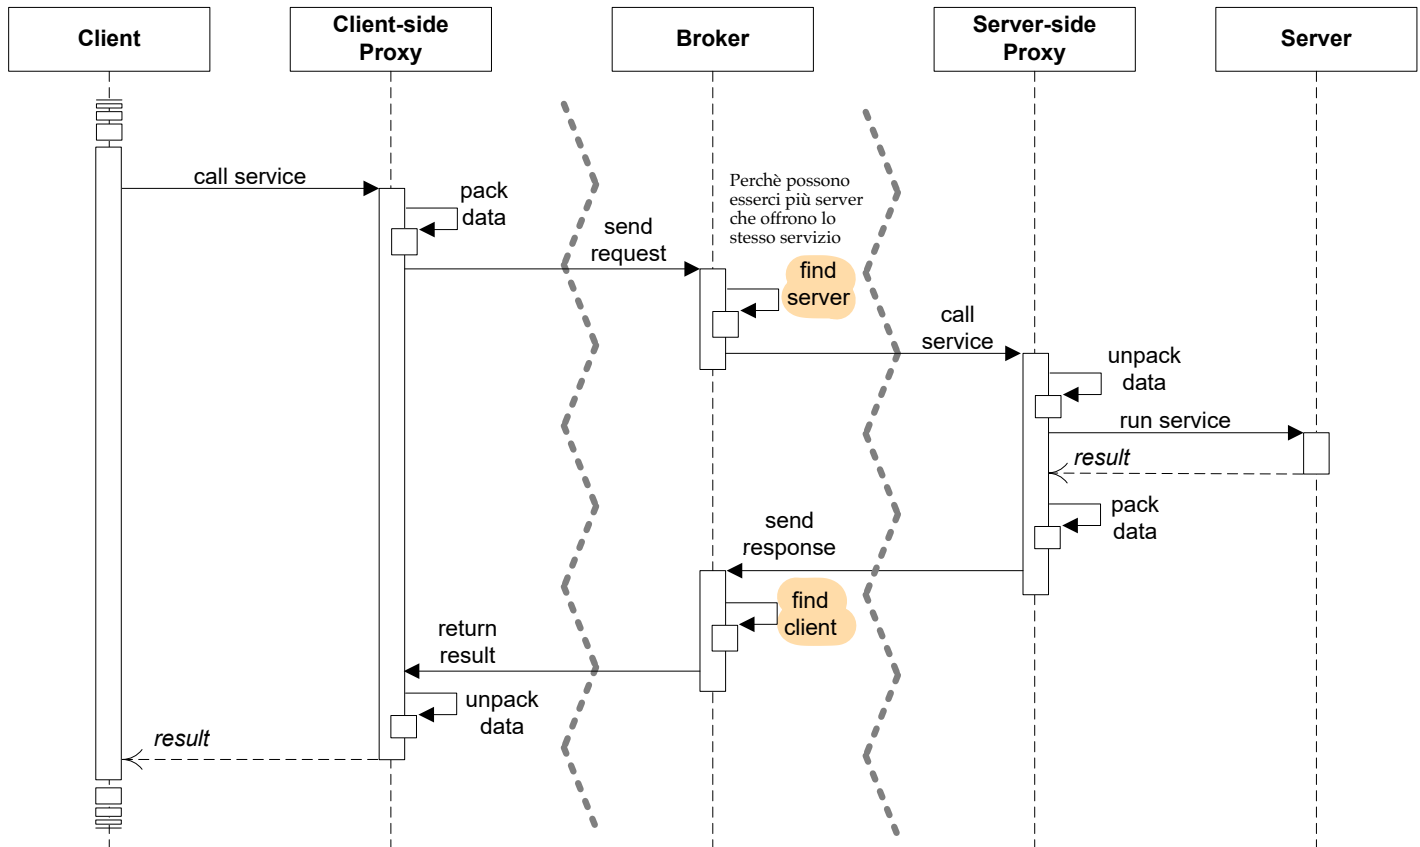 Client
Client-side
Proxy
Broker
Server-side
Proxy
Server
call service
pack
data
send
request
Perchè possono
esserci più server
che offrono lo
stesso servizio
find
server
call
service
unpack
data
run service
result
pack
data
send
response
find
client
return
result
unpack
data
result